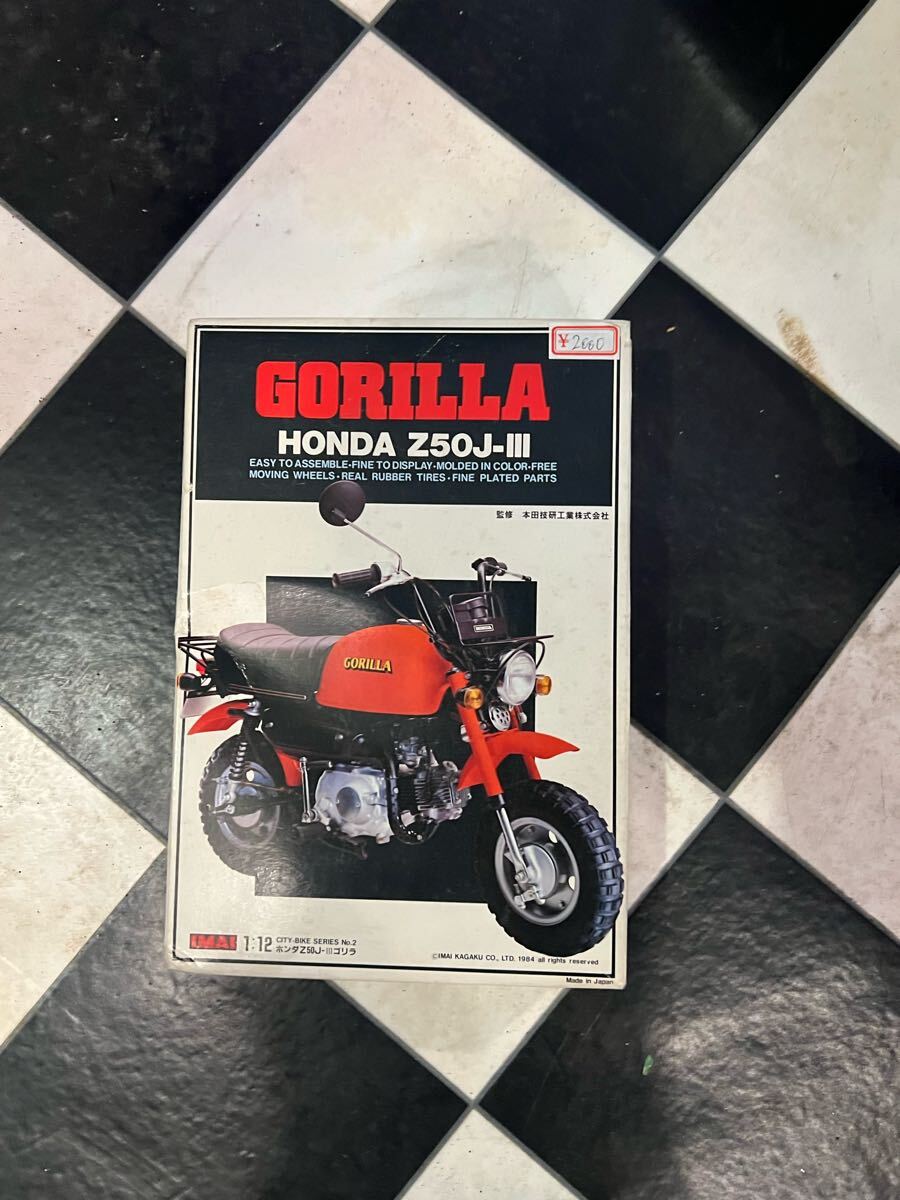 ¥2000
GORILLA
HONDA Z50J-III
EASY TO ASSEMBLE·FINE TO DISPLAY·MOLDED IN COLOR·FREE
MOVING WHEELS·REAL RUBBER TIRES·FINE PLATED PARTS
監修 本田技研工業株式会社
HONDA
GORILLA
IMAI 1:12 CITY-BIKE SERIES No.2
ホンダZ50J-IIIゴリラ
©IMAI KAGAKU CO., LTD. 1984 all rights reserved
Made in Japan